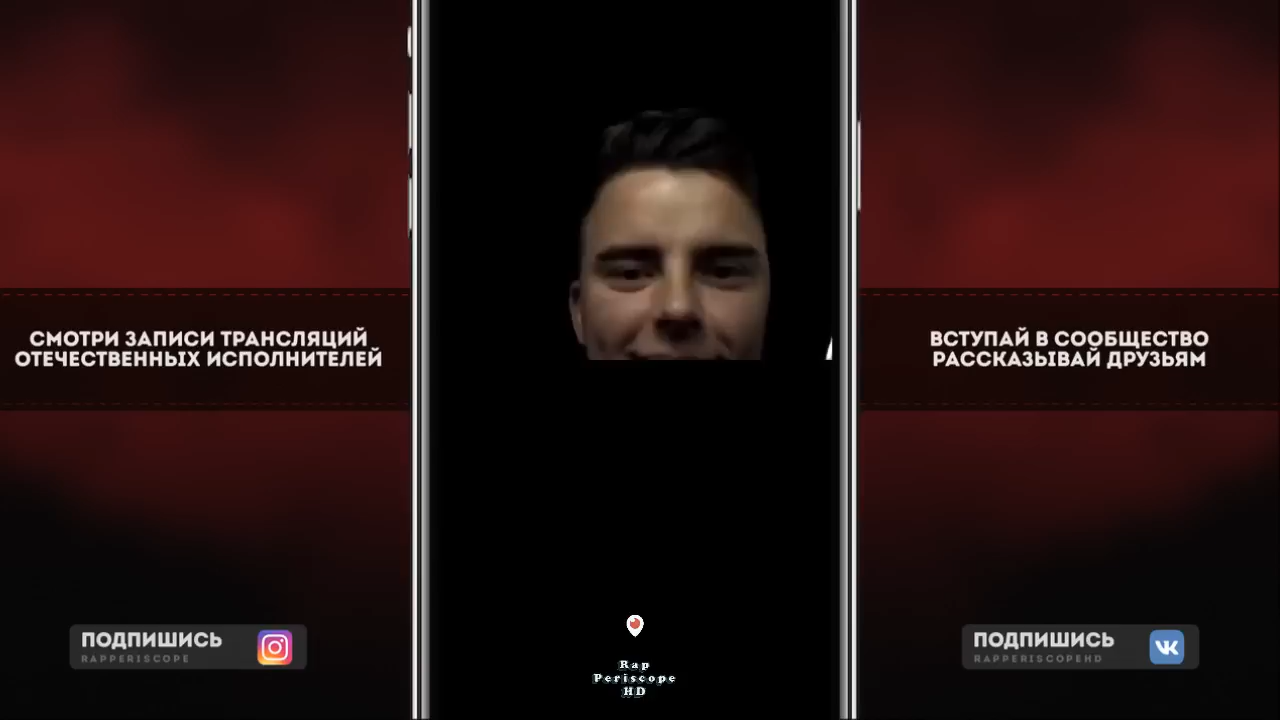 СМОТРИ ЗАПИСИ ТРАНСЛЯЦИЙ
ОТЕЧЕСТВЕННЫХ ИСПОЛНИТЕЛЕЙ
ВСТУПАЙ В СООБЩЕСТВО
РАССКАЗЫВАЙ ДРУЗЬЯМ
ПОДПИШИСЬ
RAPPERISCOPE
Rap
Periscope
HD
ПОДПИШИСЬ
RAPPERISCOPEHD